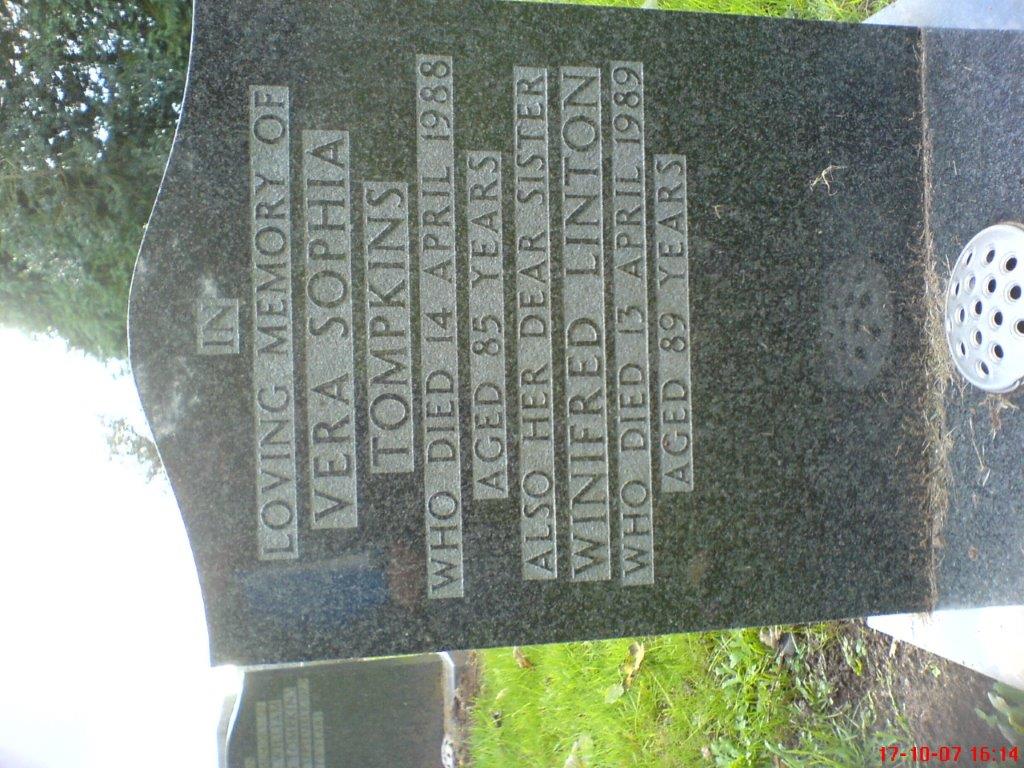 IN
LOVING MEMORY OF
VERA SOPHIA
TOMPKINS
WHO DIED 14 APRIL 1988
AGED 85 YEARS
ALSO HER DEAR SISTER
WINIFRED LINTON
WHO DIED 13 APRIL 1989
AGED 89 YEARS
17-10-07 16:14